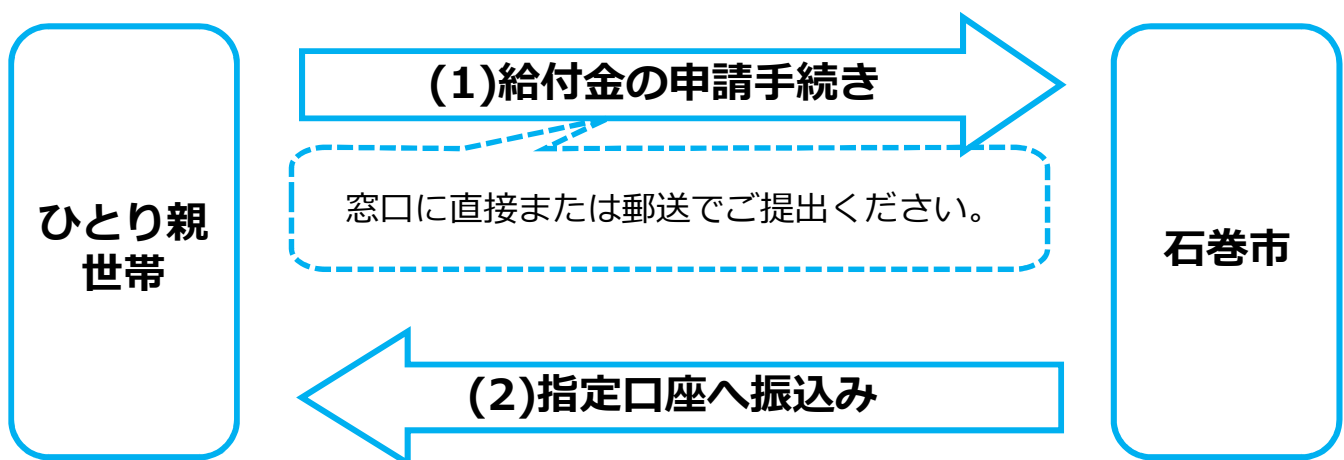 (1)給付金の申請手続き
窓口に直接または郵送でご提出ください。
ひとり親
世帯
石巻市
(2)指定口座へ振込み